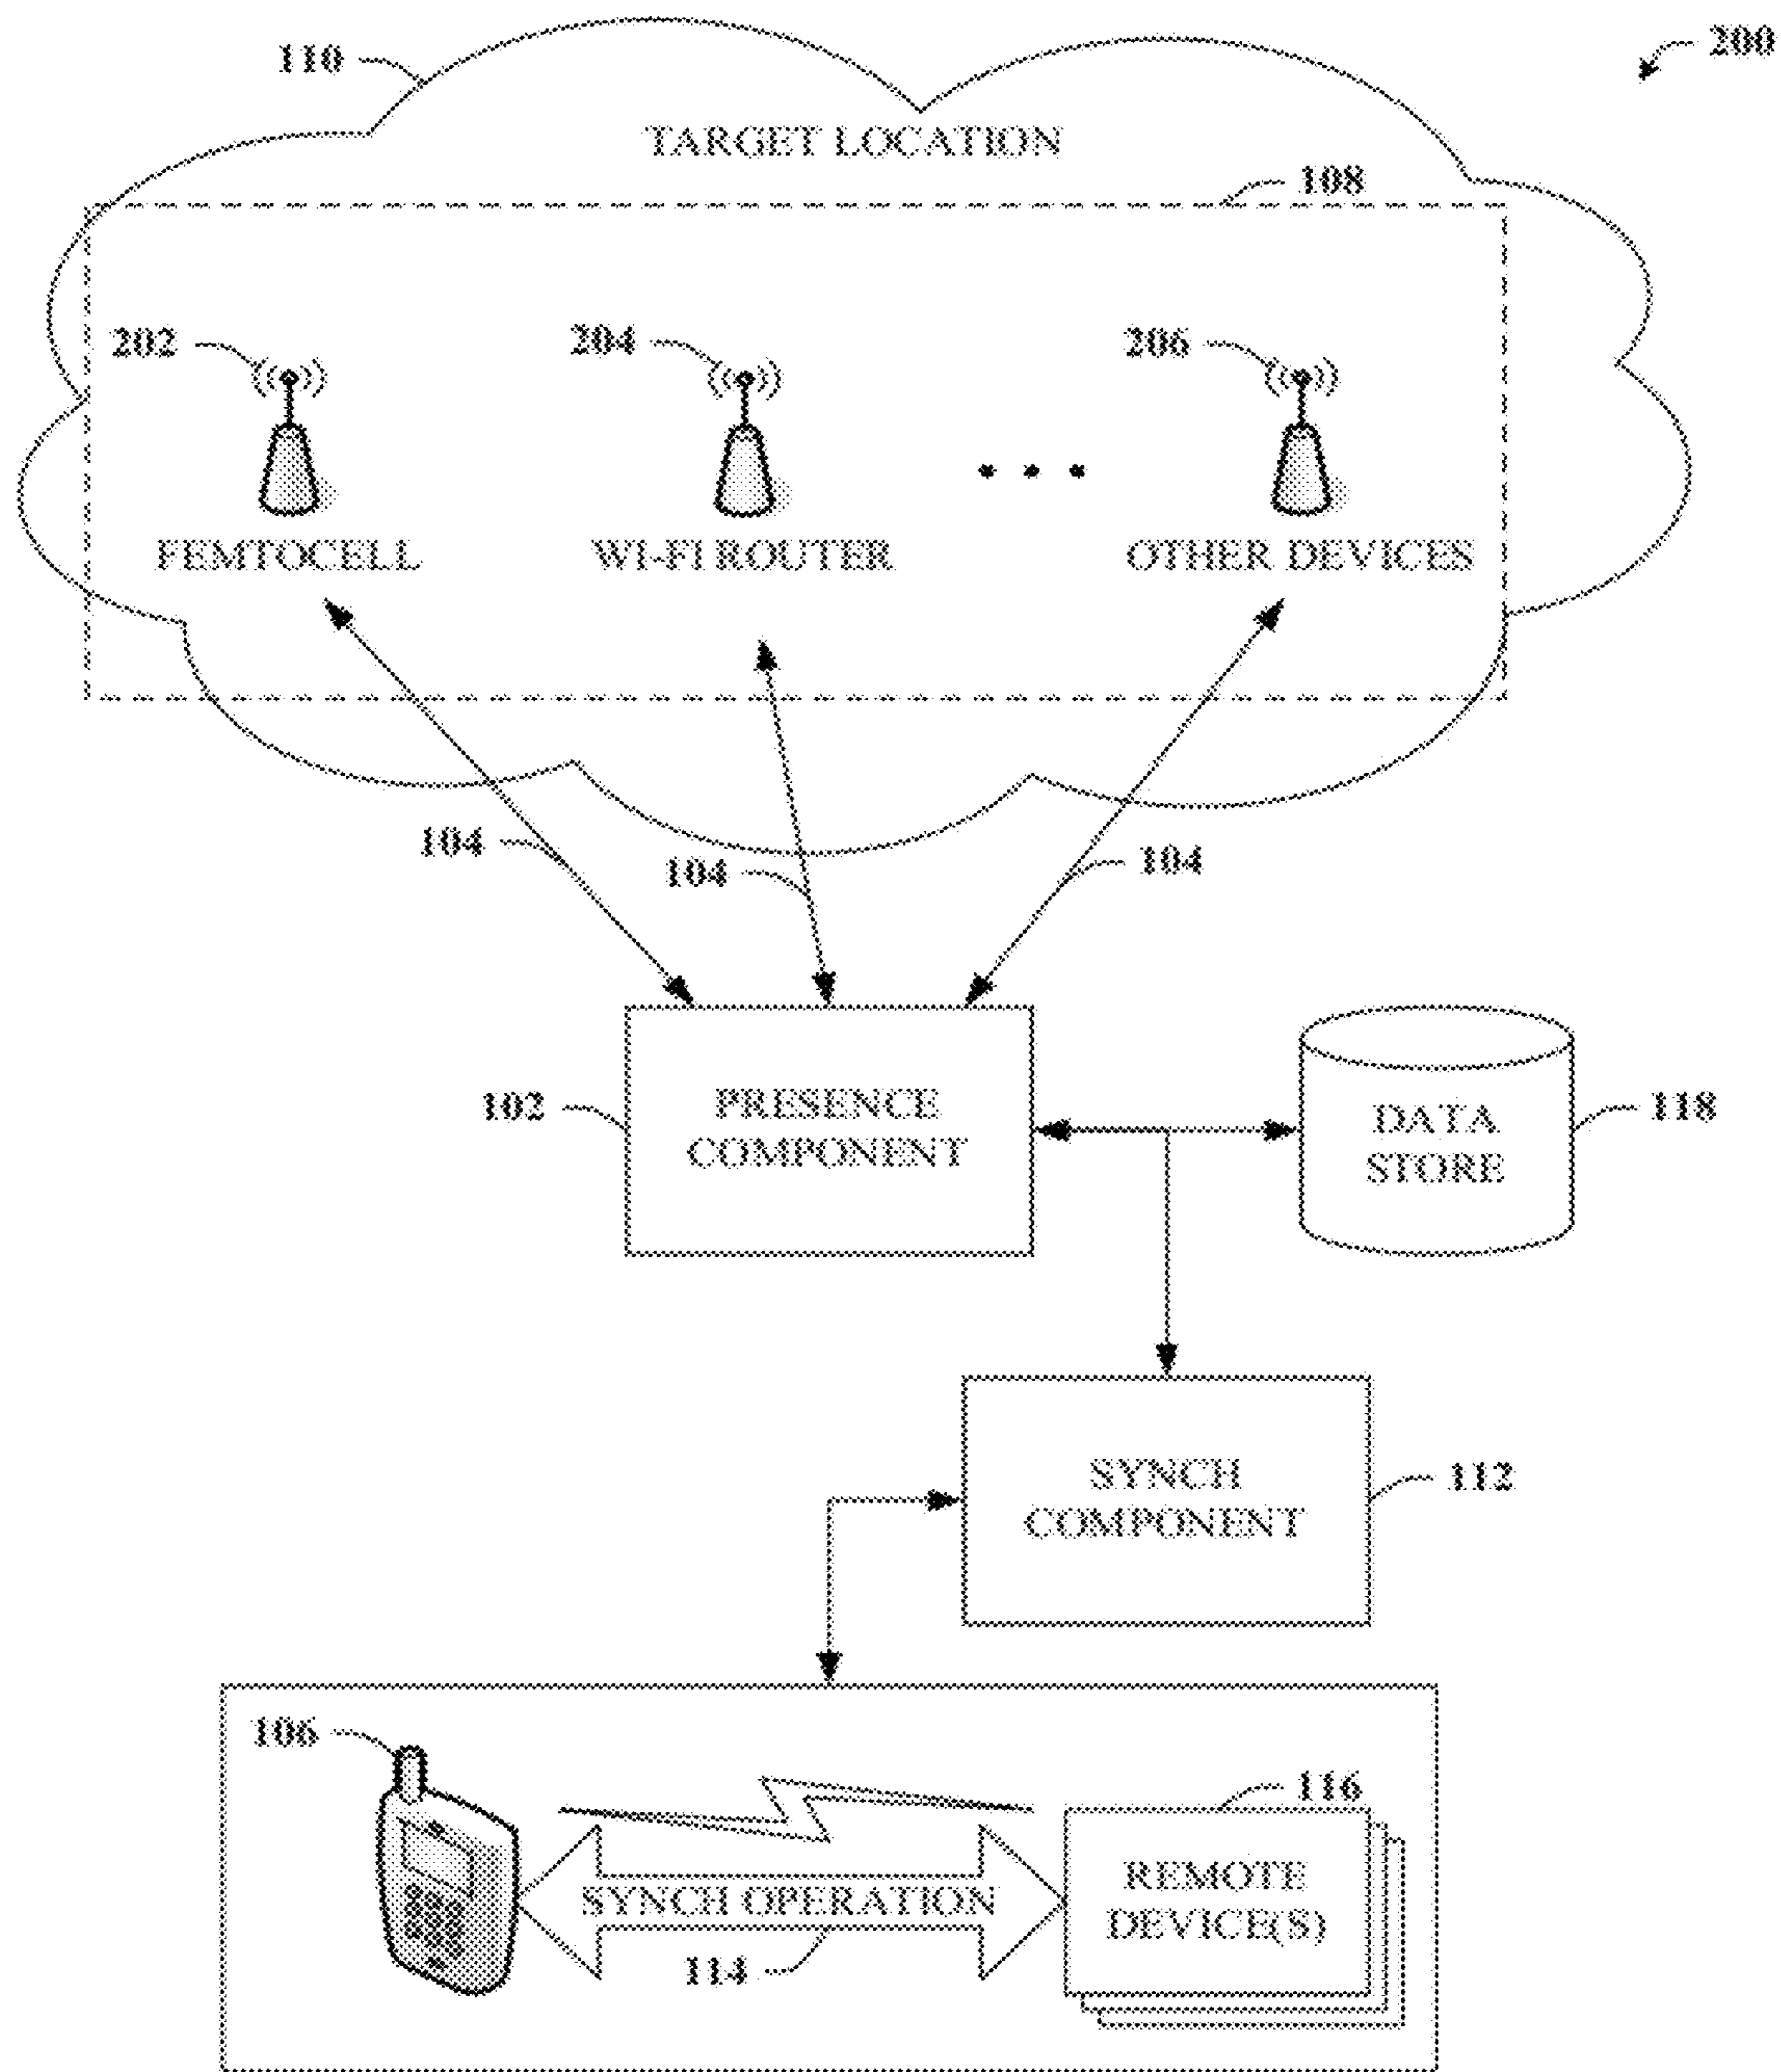 200
110
TARGET LOCATION
108
202
204
206
FEMTOCELL
WI-FI ROUTER
OTHER DEVICES
104
104
104
102
PRESENCE
COMPONENT
DATA
STORE
118
SYNCH
COMPONENT
112
106
116
SYNCH OPERATION
REMOTE
DEVICE(S)
114